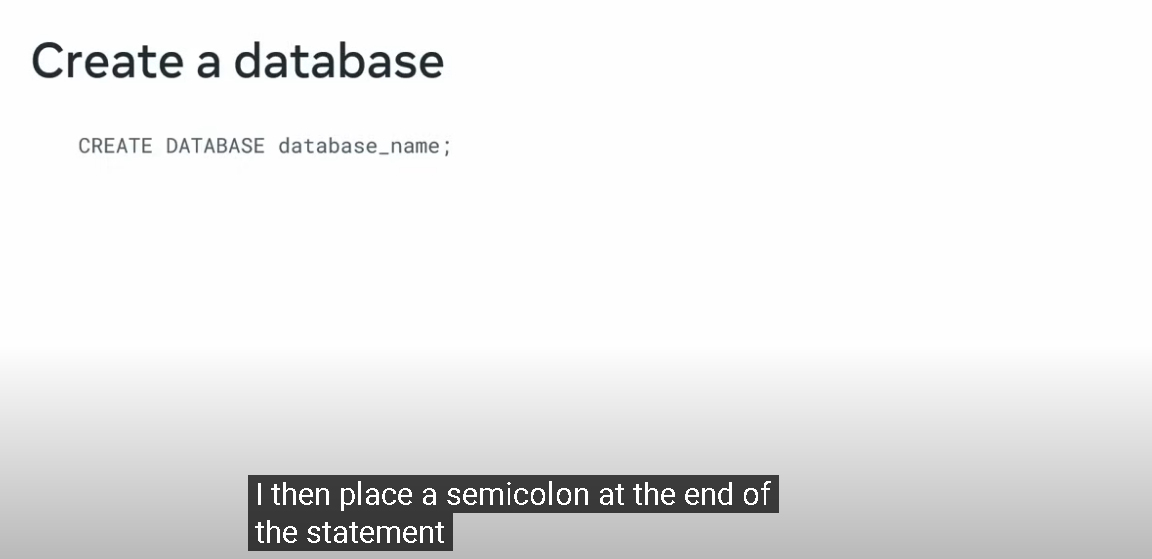 Create a database
CREATE DATABASE database_name;
I then place a semicolon at the end of
the statement